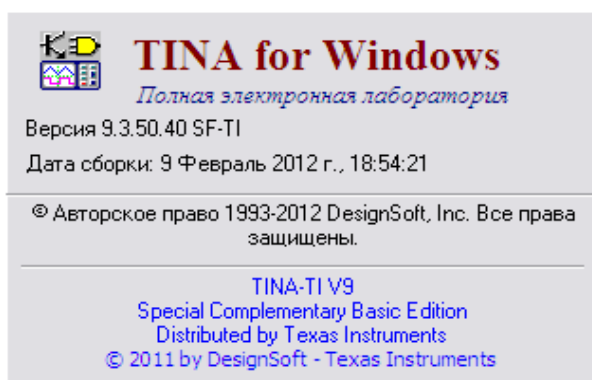 TINA for Windows
Полная электронная лаборатория
Версия 9.3.50.40 SF-TI
Дата сборки: 9 Февраль 2012 г., 18:54:21
© Авторское право 1993-2012 DesignSoft, Inc. Все права
защищены.
TINA-TI V9
Special Complementary Basic Edition
Distributed by Texas Instruments
© 2011 by DesignSoft - Texas Instruments